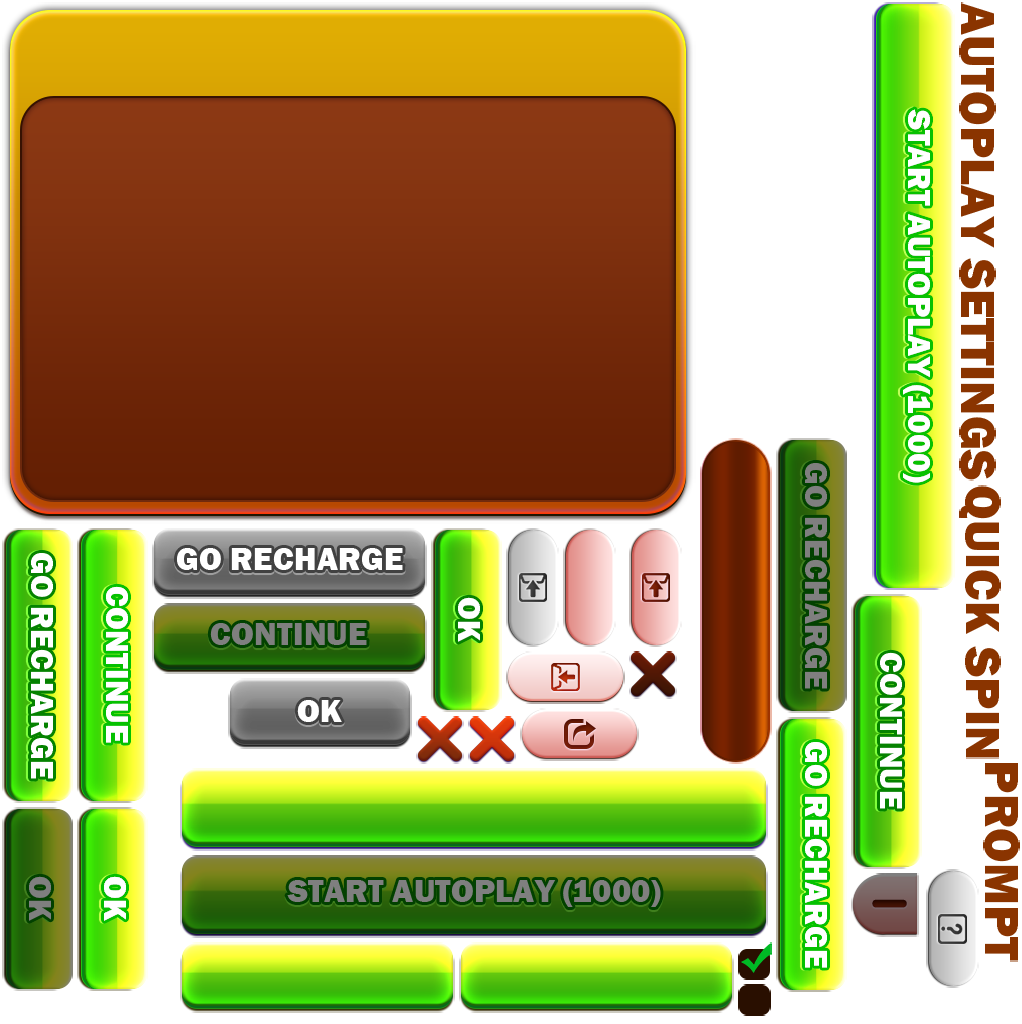 START AUTOPLAY (1000)
AUTOPLAY SETTINGS
QUICK SPIN
PROMPT
GO RECHARGE
CONTINUE
GO RECHARGE
CONTINUE
OK
OK
GO RECHARGE
CONTINUE
GO RECHARGE
OK
OK
START AUTOPLAY (1000)
?